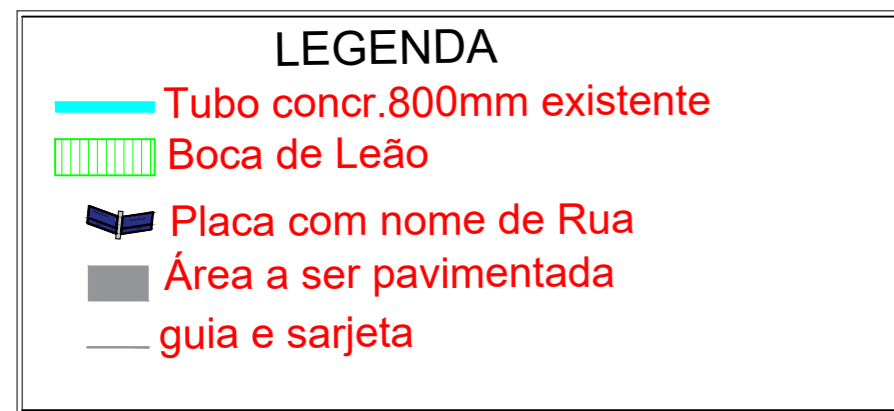 LEGENDA
Tubo concr.800mm existente
Boca de Leão
Placa com nome de Rua
Área a ser pavimentada
guia e sarjeta